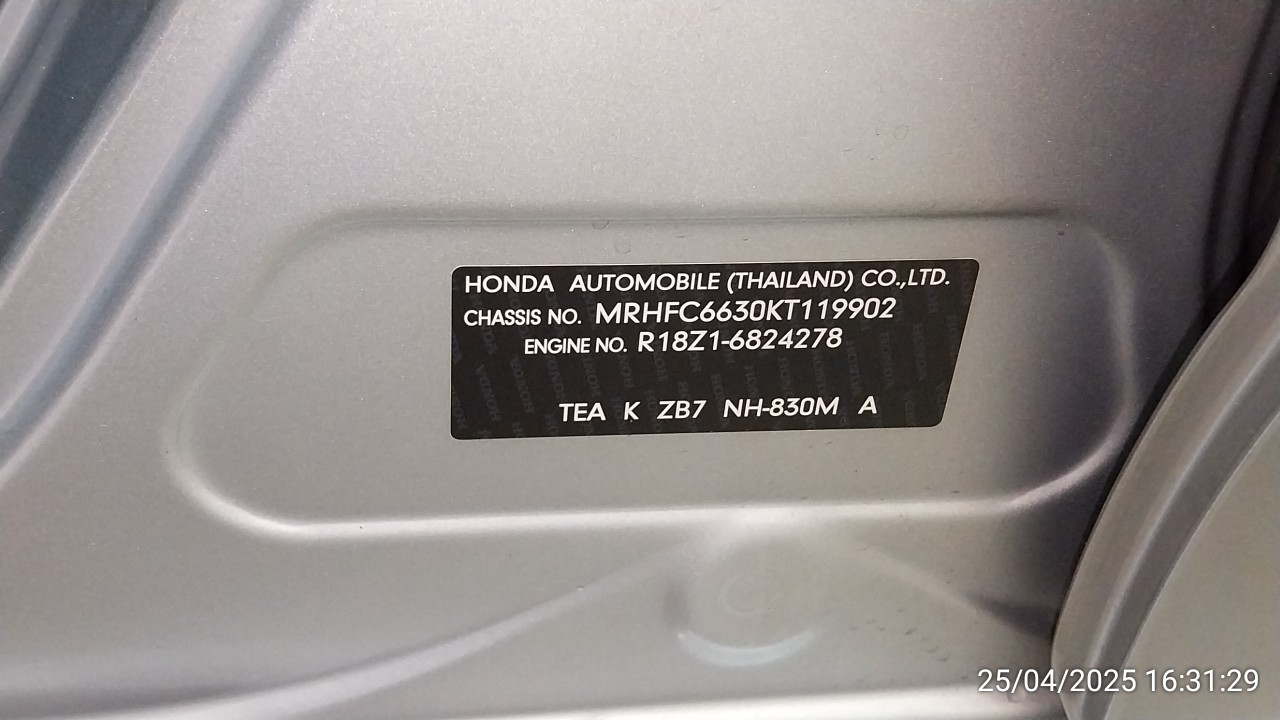 HONDA AUTOMOBILE (THAILAND) CO.,LTD.
CHASSIS NO. MRHFC6630KT119902
ENGINE NO. R18Z1-6824278
TEA K ZB7 NH-830M A
25/04/2025 16:31:29